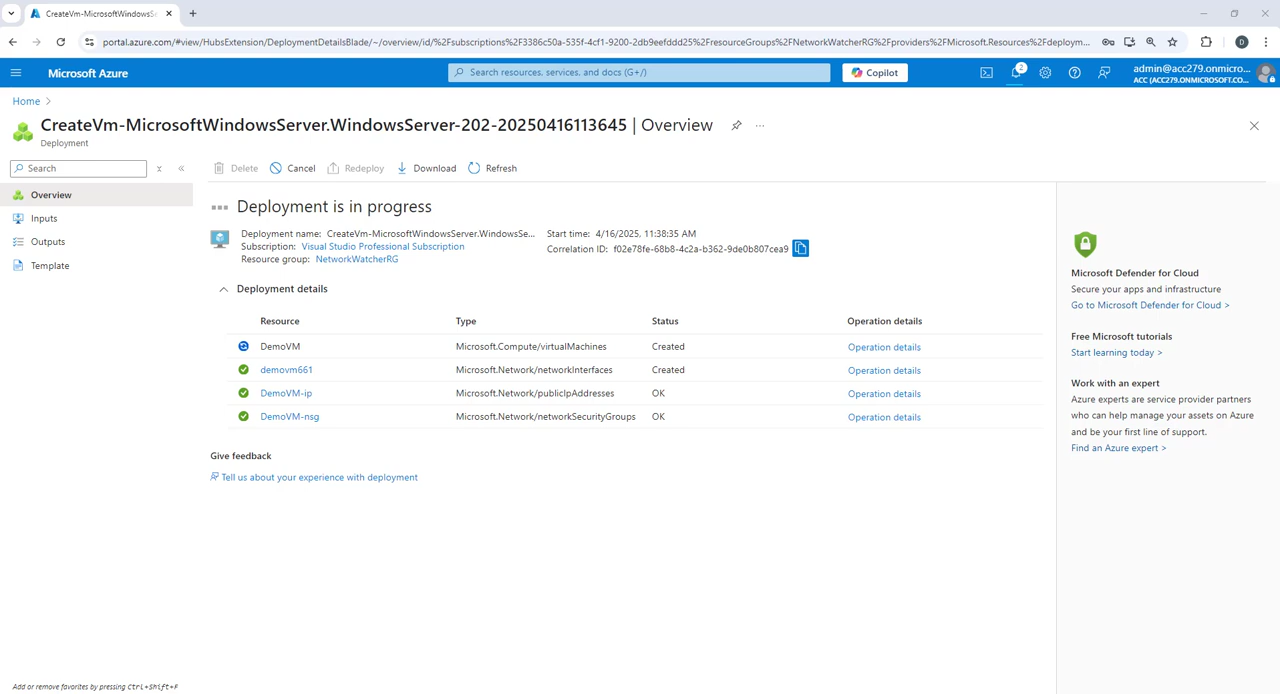 CreateVm-MicrosoftWindowsSe
portal.azure.com/#view/HubsExtension/DeploymentDetailsBlade/~/overview/id/%2Fsubscriptions%2F3386c50a-535f-4cf1-9200-2db9eefddd25%2FresourceGroups%2FNetworkWatcherRG%2Fproviders%2FMicrosoft.Resources%2Fdeploym...
D
Microsoft Azure
Search resources, services, and docs (G+/)
Copilot
2
admin@acc279.onmicro...
ACC (ACC279.ONMICROSOFT.CO...
Home >
CreateVm-MicrosoftWindowsServer.WindowsServer-202-20250416113645 | Overview
...
Deployment
Search
Delete
Cancel
Redeploy
Download
Refresh
Overview
Inputs
Outputs
Template
Deployment is in progress
Deployment name: CreateVm-MicrosoftWindowsServer.WindowsSe...
Subscription: Visual Studio Professional Subscription
Resource group: NetworkWatcherRG
Start time: 4/16/2025, 11:38:35 AM
Correlation ID: f02e78fe-68b8-4c2a-b362-9de0b807cea9
Deployment details
Resource Type Status Operation details
DemoVM Microsoft.Compute/virtualMachines Created Operation details
demovm661 Microsoft.Network/networkInterfaces Created Operation details
DemoVM-ip Microsoft.Network/publicIpAddresses OK Operation details
DemoVM-nsg Microsoft.Network/networkSecurityGroups OK Operation details
Give feedback
Tell us about your experience with deployment
Microsoft Defender for Cloud
Secure your apps and infrastructure
Go to Microsoft Defender for Cloud >
Free Microsoft tutorials
Start learning today >
Work with an expert
Azure experts are service provider partners
who can help manage your assets on Azure
and be your first line of support.
Find an Azure expert >
Add or remove favorites by pressing Ctrl+Shift+F